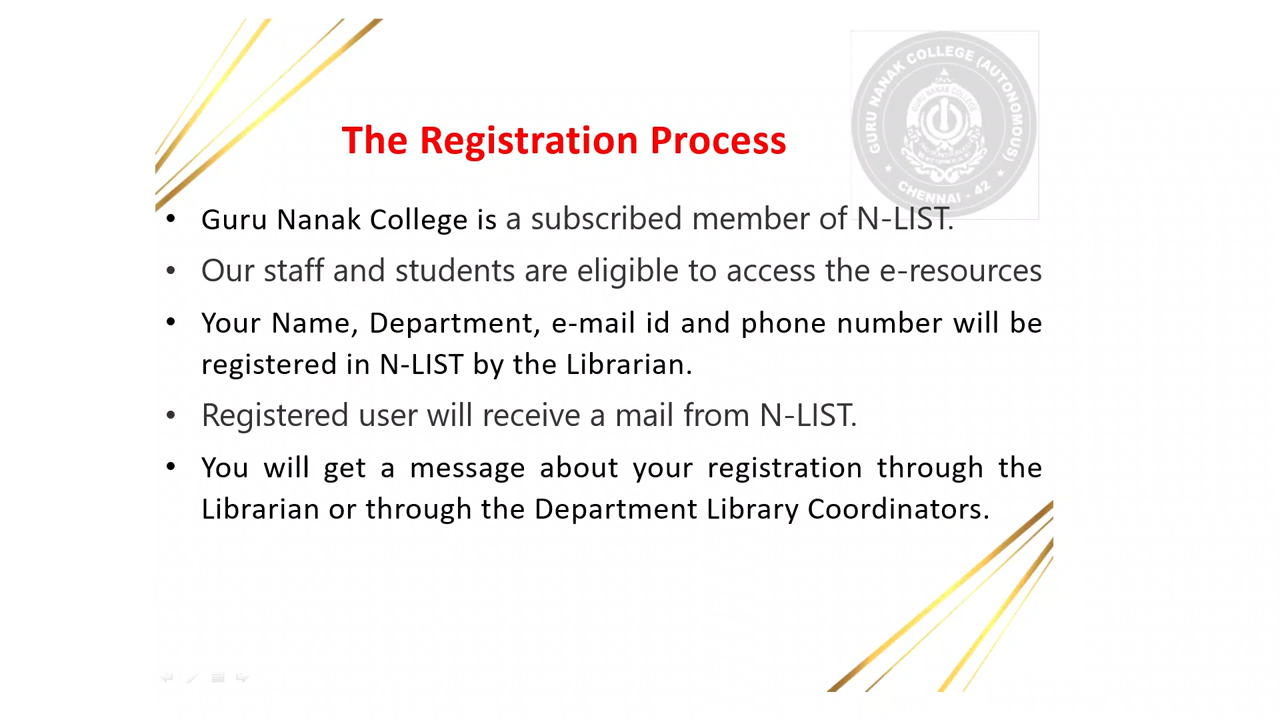 GURU NANAK COLLEGE (AUTONOMOUS)
GURU NANAK COLLEGE
CHENNAI - 42
The Registration Process
• Guru Nanak College is a subscribed member of N-LIST.
• Our staff and students are eligible to access the e-resources
• Your Name, Department, e-mail id and phone number will be
registered in N-LIST by the Librarian.
• Registered user will receive a mail from N-LIST.
• You will get a message about your registration through the
Librarian or through the Department Library Coordinators.